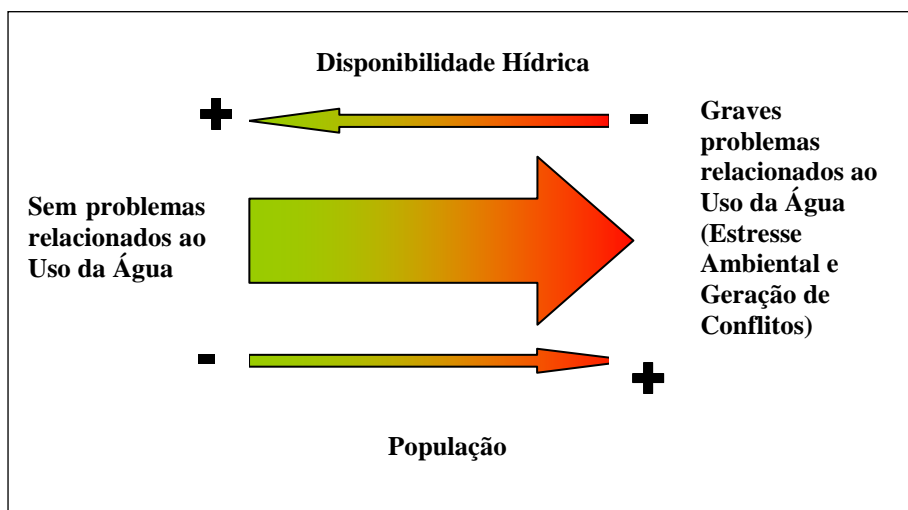 Disponibilidade Hídrica
+
-
Graves
problemas
relacionados ao
Uso da Água
(Estresse
Ambiental e
Geração de
Conflitos)
Sem problemas
relacionados ao
Uso da Água
-
+
População